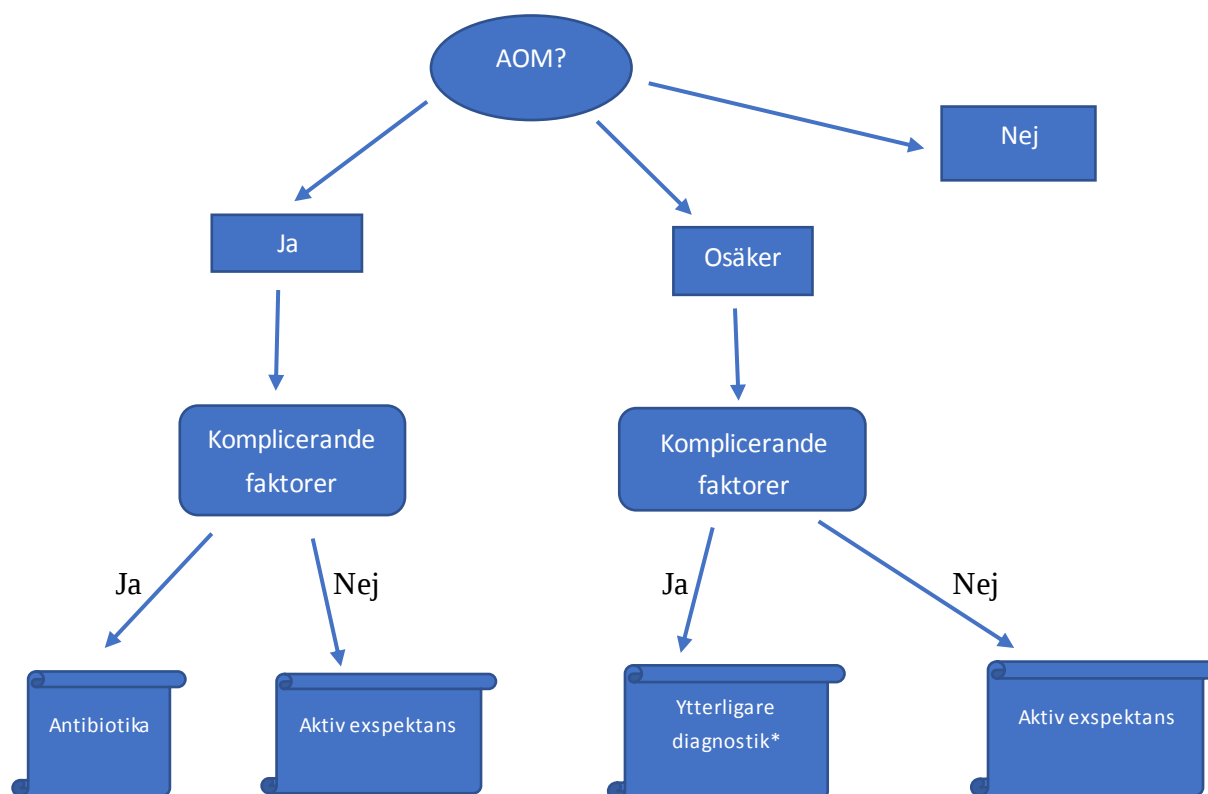 AOM?
Nej
Ja
Osäker
Komplicerande
faktorer
Komplicerande
faktorer
Ja
Nej
Ja
Nej
Antibiotika
Aktiv exspektans
Ytterligare
diagnostik*
Aktiv exspektans